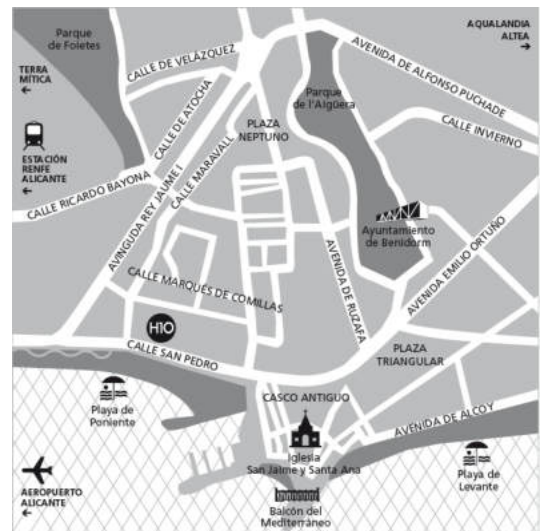 Parque
de Foietes
AQUALANDIA
ALTEA
CALLE DE VELÁZQUEZ
AVENIDA DE ALFONSO PUCHADE
TERRA
MÍTICA
Parque
de l'Aigüera
CALLE DE ATOCHA
PLAZA
NEPTUNO
CALLE INVIERNO
ESTACIÓN
RENFE
ALICANTE
CALLE MARAVALL
CALLE RICARDO BAYONA
AVINGUDA REY JAUME I
Ayuntamiento
de Benidorm
AVENIDA EMILIO ORTUÑO
CALLE MARQUES DE COMILLAS
AVENIDA DE RUZAFA
H10
CALLE SAN PEDRO
PLAZA
TRIANGULAR
Playa de
Poniente
CASCO ANTIGUO
AVENIDA DE ALCOY
Iglesia
San Jaime y Santa Ana
Playa de
Levante
AEROPUERTO
ALICANTE
Balcón del
Mediterráneo